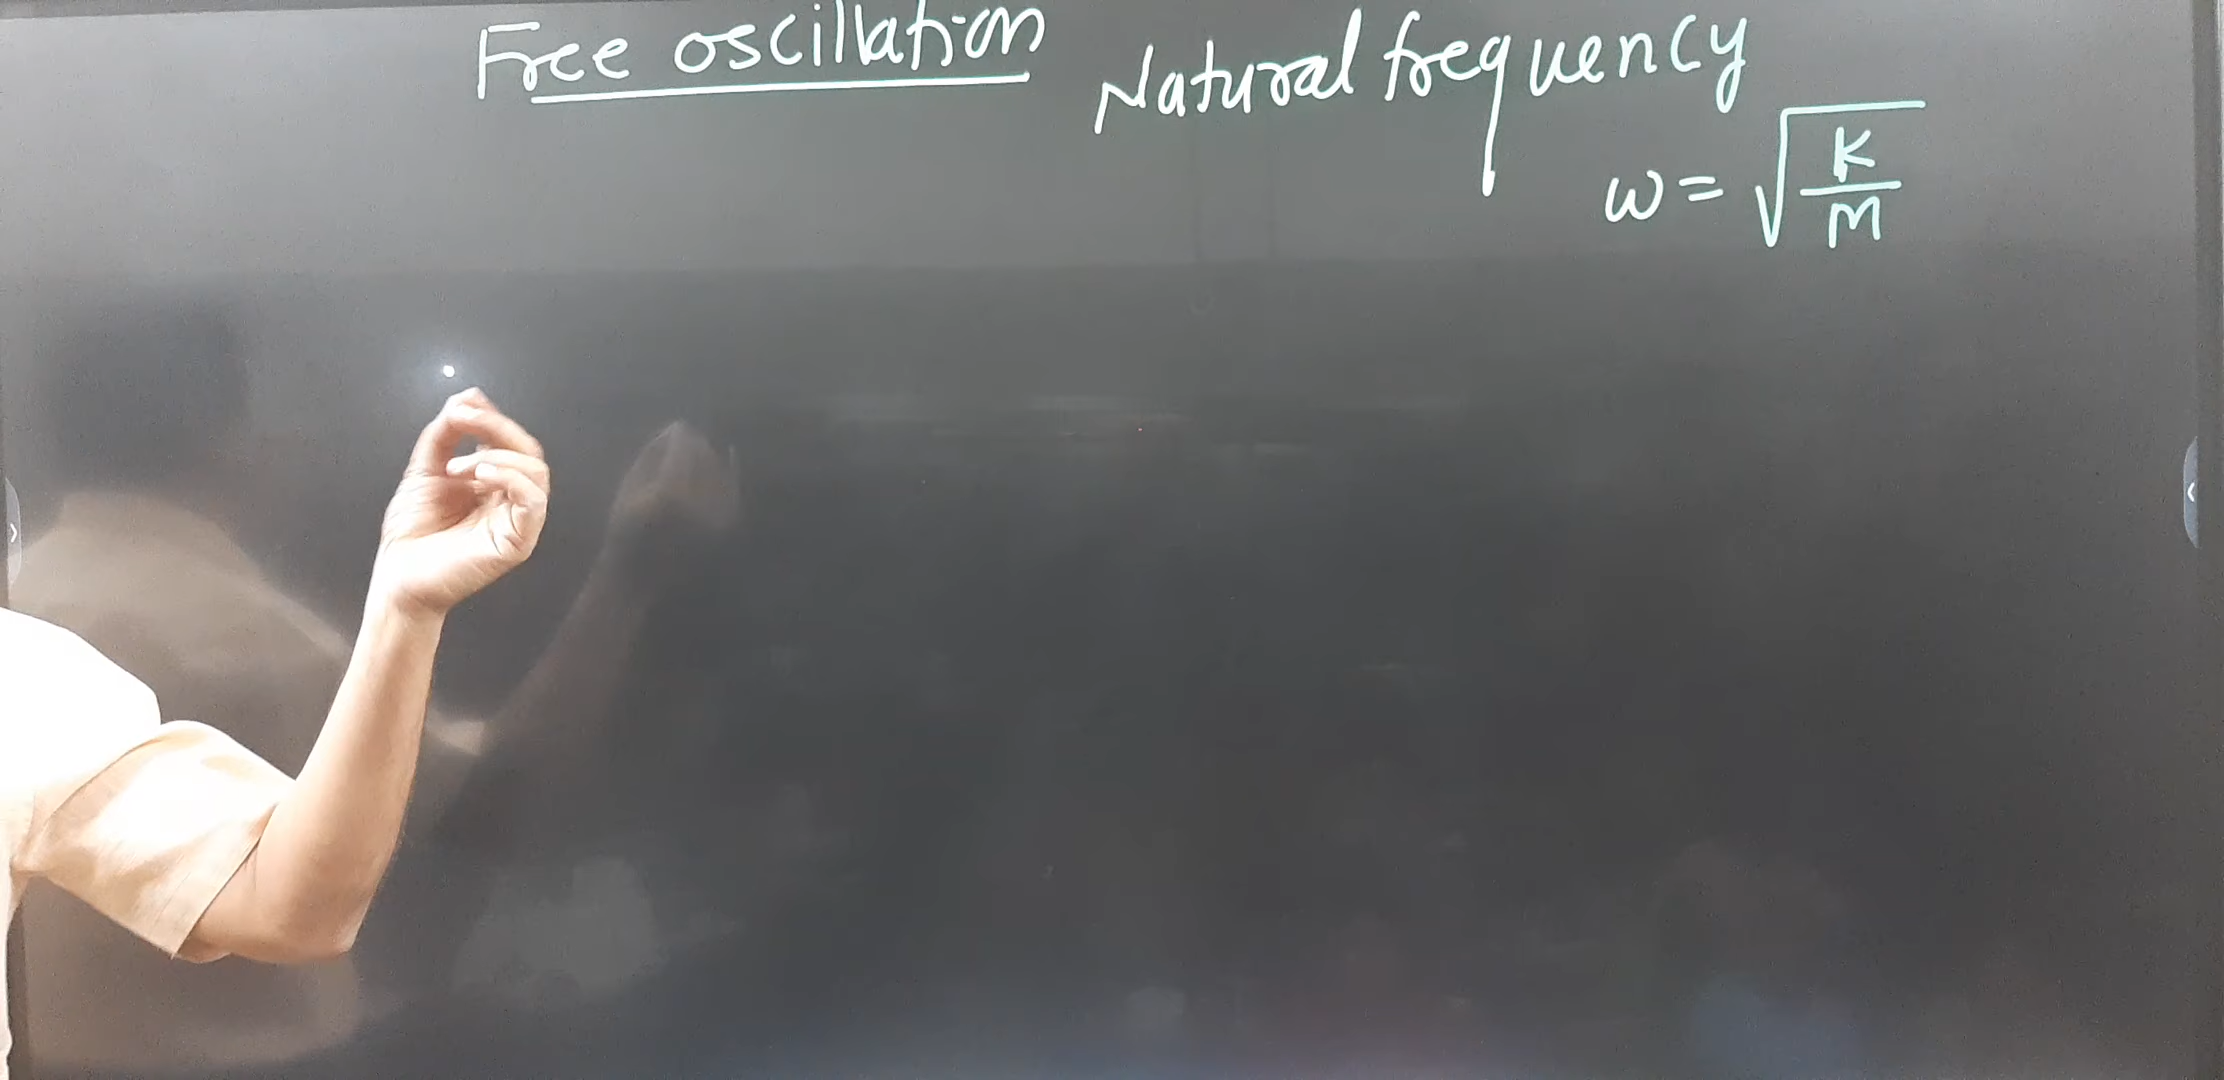 Free oscillation
Natural frequency
ω = √(K/M)